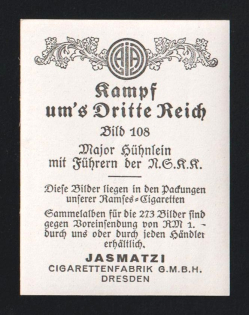 AJA
Kampf
um's Dritte Reich
Bild 108
Major Hühnlein
mit Führern der N.S.K.K.
Diese Bilder liegen in den Packungen
unserer Ramses-Cigaretten
Sammelalben für die 273 Bilder sind
gegen Voreinsendung von RM 1.-
durch uns oder durch jeden Händler
erhältlich.
JASMATZI
CIGARETTENFABRIK G.M.B.H.
DRESDEN